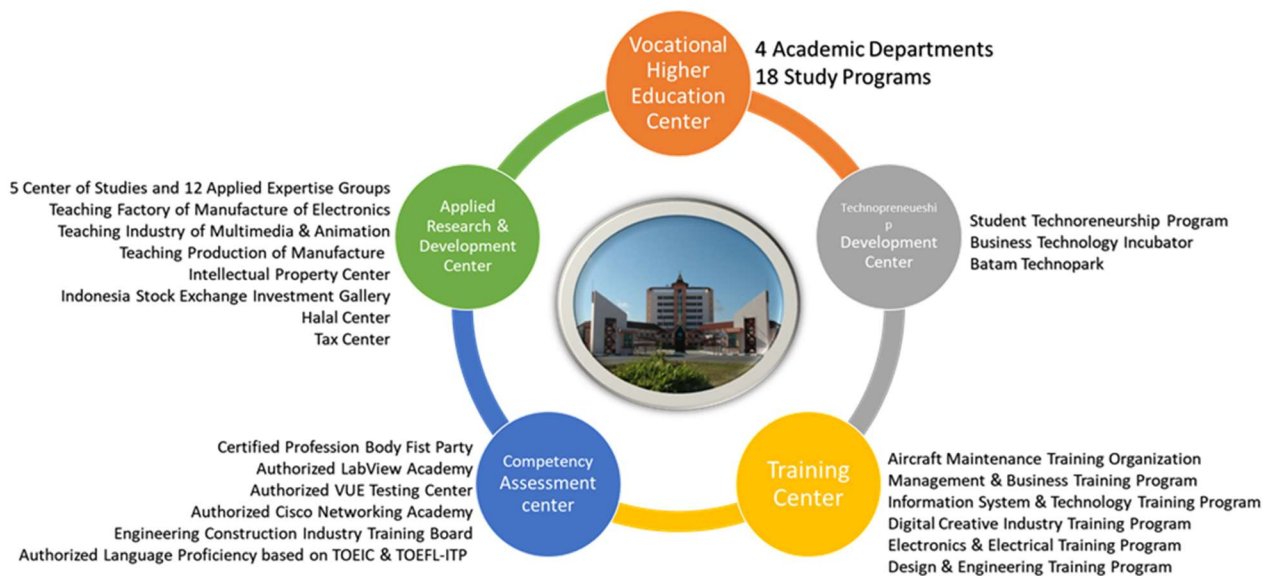 Vocational
Higher
Education
Center
4 Academic Departments
18 Study Programs
5 Center of Studies and 12 Applied Expertise Groups
Teaching Factory of Manufacture of Electronics
Teaching Industry of Multimedia & Animation
Teaching Production of Manufacture
Intellectual Property Center
Indonesia Stock Exchange Investment Gallery
Halal Center
Tax Center
Applied
Research &
Development
Center
Technopreneueshi
p
Development
Center
Student Technoreneurship Program
Business Technology Incubator
Batam Technopark
Certified Profession Body Fist Party
Authorized LabView Academy
Authorized VUE Testing Center
Authorized Cisco Networking Academy
Engineering Construction Industry Training Board
Authorized Language Proficiency based on TOEIC & TOEFL-ITP
Competency
Assessment
center
Training
Center
Aircraft Maintenance Training Organization
Management & Business Training Program
Information System & Technology Training Program
Digital Creative Industry Training Program
Electronics & Electrical Training Program
Design & Engineering Training Program